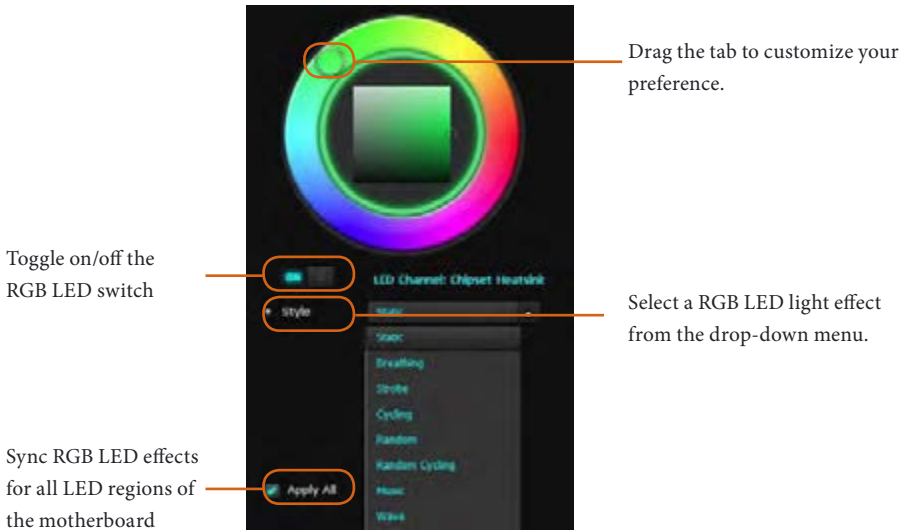 Drag the tab to customize your
preference.
Toggle on/off the
RGB LED switch
LED Channel: Chipset Heatsink
Style
Static
Select a RGB LED light effect
from the drop-down menu.
Static
Breathing
Strobe
Cycling
Random
Random Cycling
Music
Wave
Sync RGB LED effects
for all LED regions of
the motherboard
Apply All